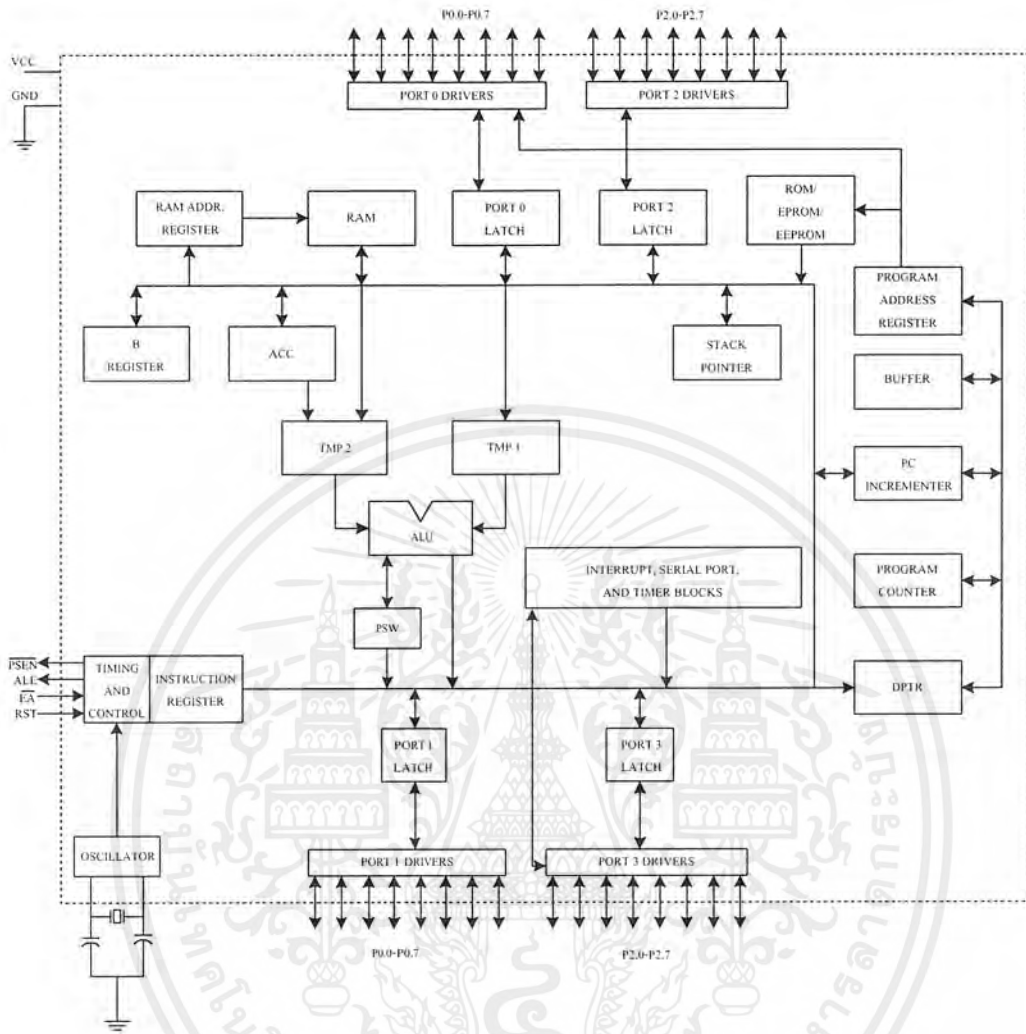 P0.0-P0.7
P2.0-P2.7
VCC
GND
PORT 0 DRIVERS
PORT 2 DRIVERS
RAM ADDR.
REGISTER
RAM
PORT 0
LATCH
PORT 2
LATCH
ROM/
EPROM/
EEPROM
PROGRAM
ADDRESS
REGISTER
B
REGISTER
ACC
STACK
POINTER
BUFFER
TMP 2
TMP 1
PC
INCREMENTER
ALU
INTERRUPT, SERIAL PORT,
AND TIMER BLOCKS
PROGRAM
COUNTER
PSW
PSEN
ALE
EA
RST
TIMING
AND
CONTROL
INSTRUCTION
REGISTER
DPTR
PORT 1
LATCH
PORT 3
LATCH
OSCILLATOR
PORT 1 DRIVERS
PORT 3 DRIVERS
P0.0-P0.7
P2.0-P2.7